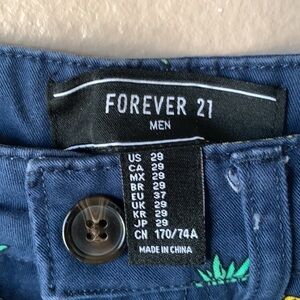 FOREVER 21
MEN
US 29
CA 29
MX 29
BR 29
EU 37
UK 29
KR 29
JP 29
CN 170/74A
MADE IN CHINA